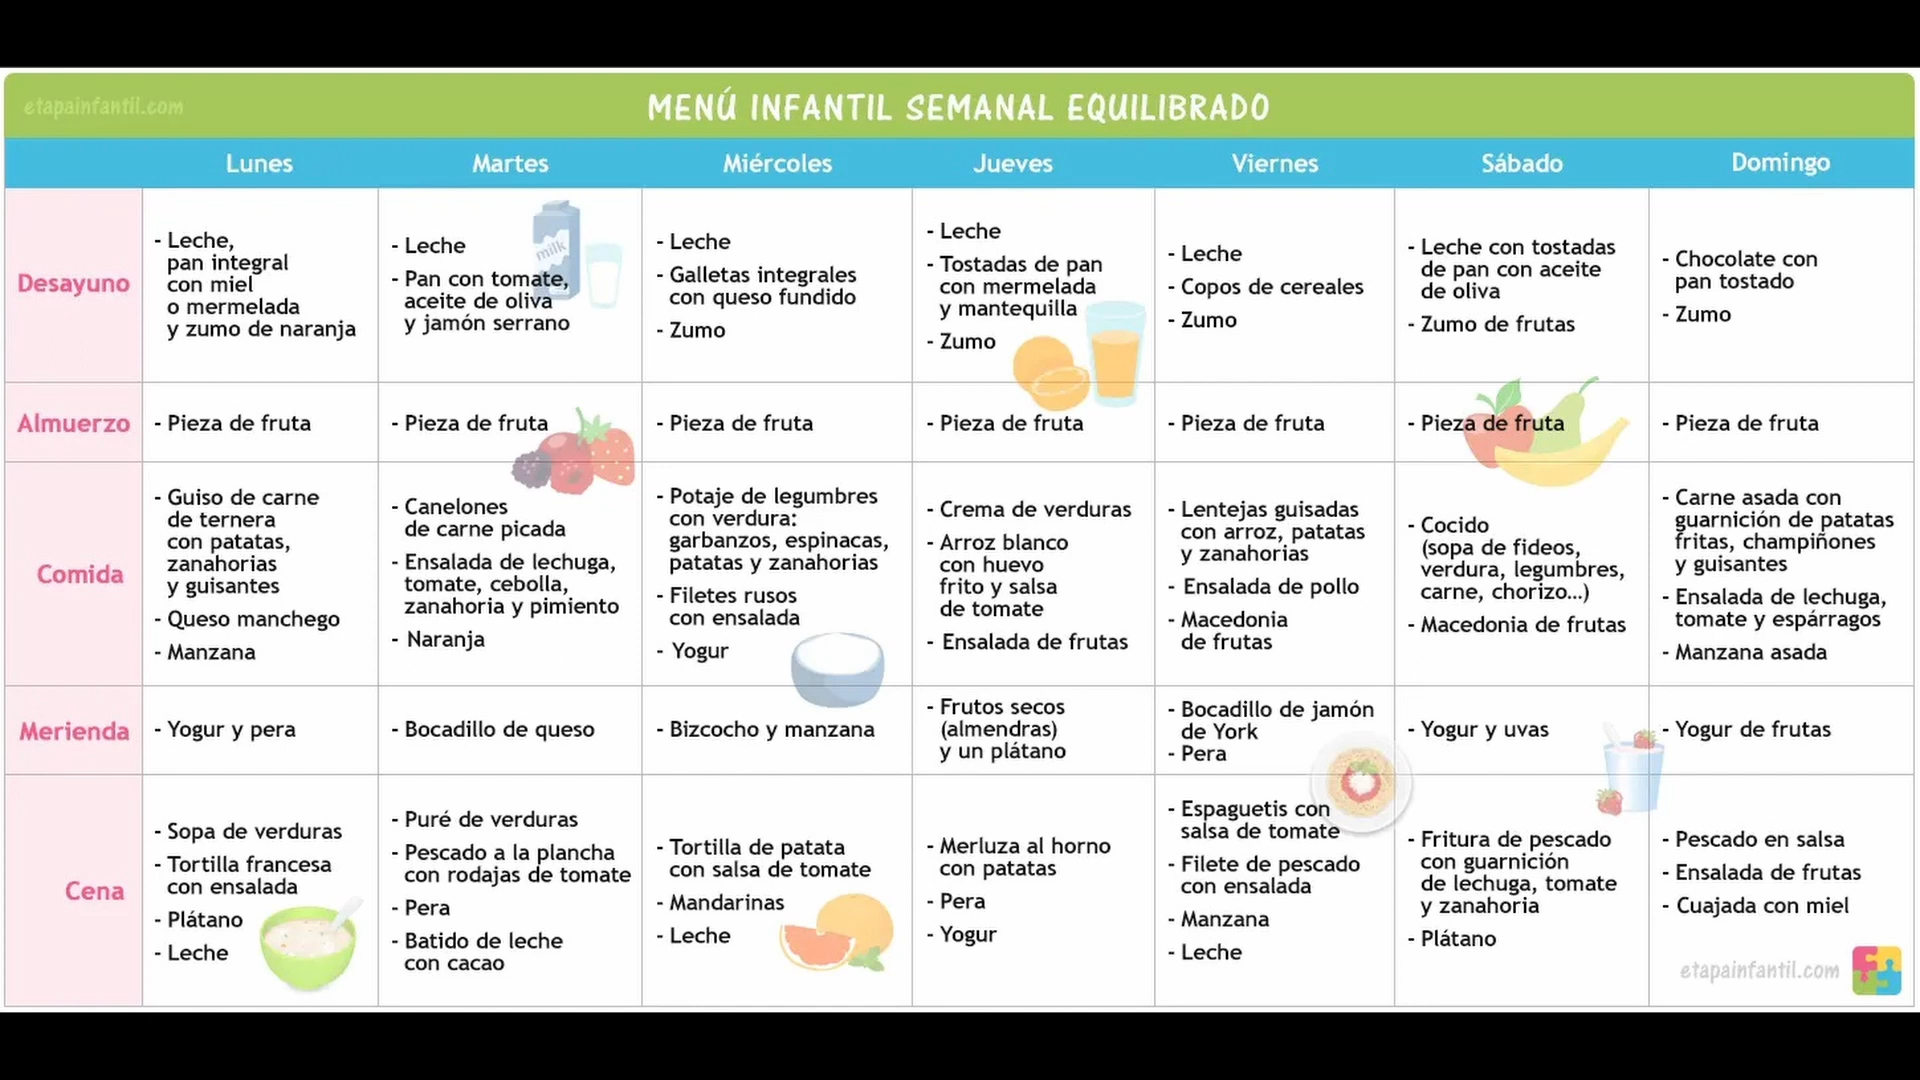 etapainfantil.com
MENÚ INFANTIL SEMANAL EQUILIBRADO
Lunes
Martes
Miércoles
Jueves
Viernes
Sábado
Domingo
Desayuno
- Leche,
pan integral
con miel
o mermelada
y zumo de naranja
- Leche
- Pan con tomate,
aceite de oliva
y jamón serrano
milk
- Leche
- Galletas integrales
con queso fundido
- Zumo
- Leche
- Tostadas de pan
con mermelada
y mantequilla
- Zumo
- Leche
- Copos de cereales
- Zumo
- Leche con tostadas
de pan con aceite
de oliva
- Zumo de frutas
- Chocolate con
pan tostado
- Zumo
Almuerzo
- Pieza de fruta
- Pieza de fruta
- Pieza de fruta
- Pieza de fruta
- Pieza de fruta
- Pieza de fruta
- Pieza de fruta
Comida
- Guiso de carne
de ternera
con patatas,
zanahorias
y guisantes
- Queso manchego
- Manzana
- Canelones
de carne picada
- Ensalada de lechuga,
tomate, cebolla,
zanahoria y pimiento
- Naranja
- Potaje de legumbres
con verdura:
garbanzos, espinacas,
patatas y zanahorias
- Filetes rusos
con ensalada
- Yogur
- Crema de verduras
- Arroz blanco
con huevo
frito y salsa
de tomate
- Ensalada de frutas
- Lentejas guisadas
con arroz, patatas
y zanahorias
- Ensalada de pollo
- Macedonia
de frutas
- Cocido
(sopa de fideos,
verdura, legumbres,
carne, chorizo...)
- Macedonia de frutas
- Carne asada con
guarnición de patatas
fritas, champiñones
y guisantes
- Ensalada de lechuga,
tomate y espárragos
- Manzana asada
Merienda
- Yogur y pera
- Bocadillo de queso
- Bizcocho y manzana
- Frutos secos
(almendras)
y un plátano
- Bocadillo de jamón
de York
- Pera
- Yogur y uvas
- Yogur de frutas
Cena
- Sopa de verduras
- Tortilla francesa
con ensalada
- Plátano
- Leche
- Puré de verduras
- Pescado a la plancha
con rodajas de tomate
- Pera
- Batido de leche
con cacao
- Tortilla de patata
con salsa de tomate
- Mandarinas
- Leche
- Merluza al horno
con patatas
- Pera
- Yogur
- Espaguetis con
salsa de tomate
- Filete de pescado
con ensalada
- Manzana
- Leche
- Fritura de pescado
con guarnición
de lechuga, tomate
y zanahoria
- Plátano
- Pescado en salsa
- Ensalada de frutas
- Cuajada con miel
etapainfantil.com